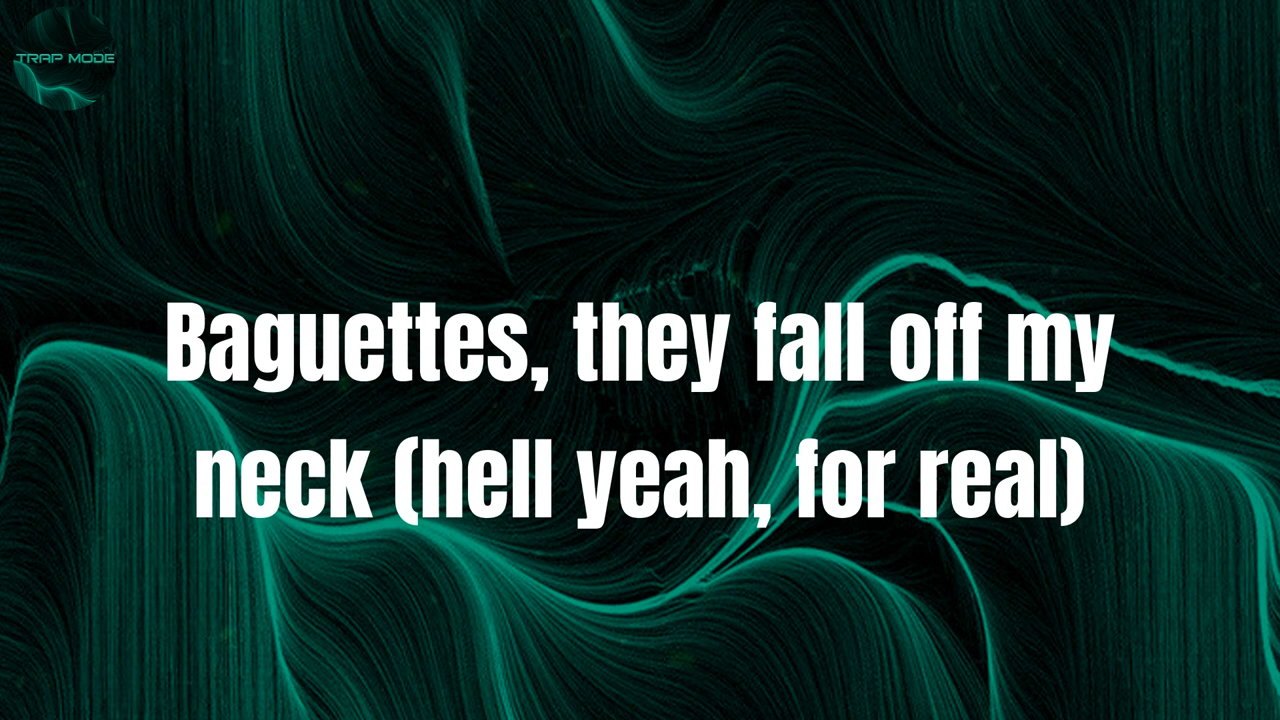 TRAP MODE
Baguettes, they fall off my
neck (hell yeah, for real)